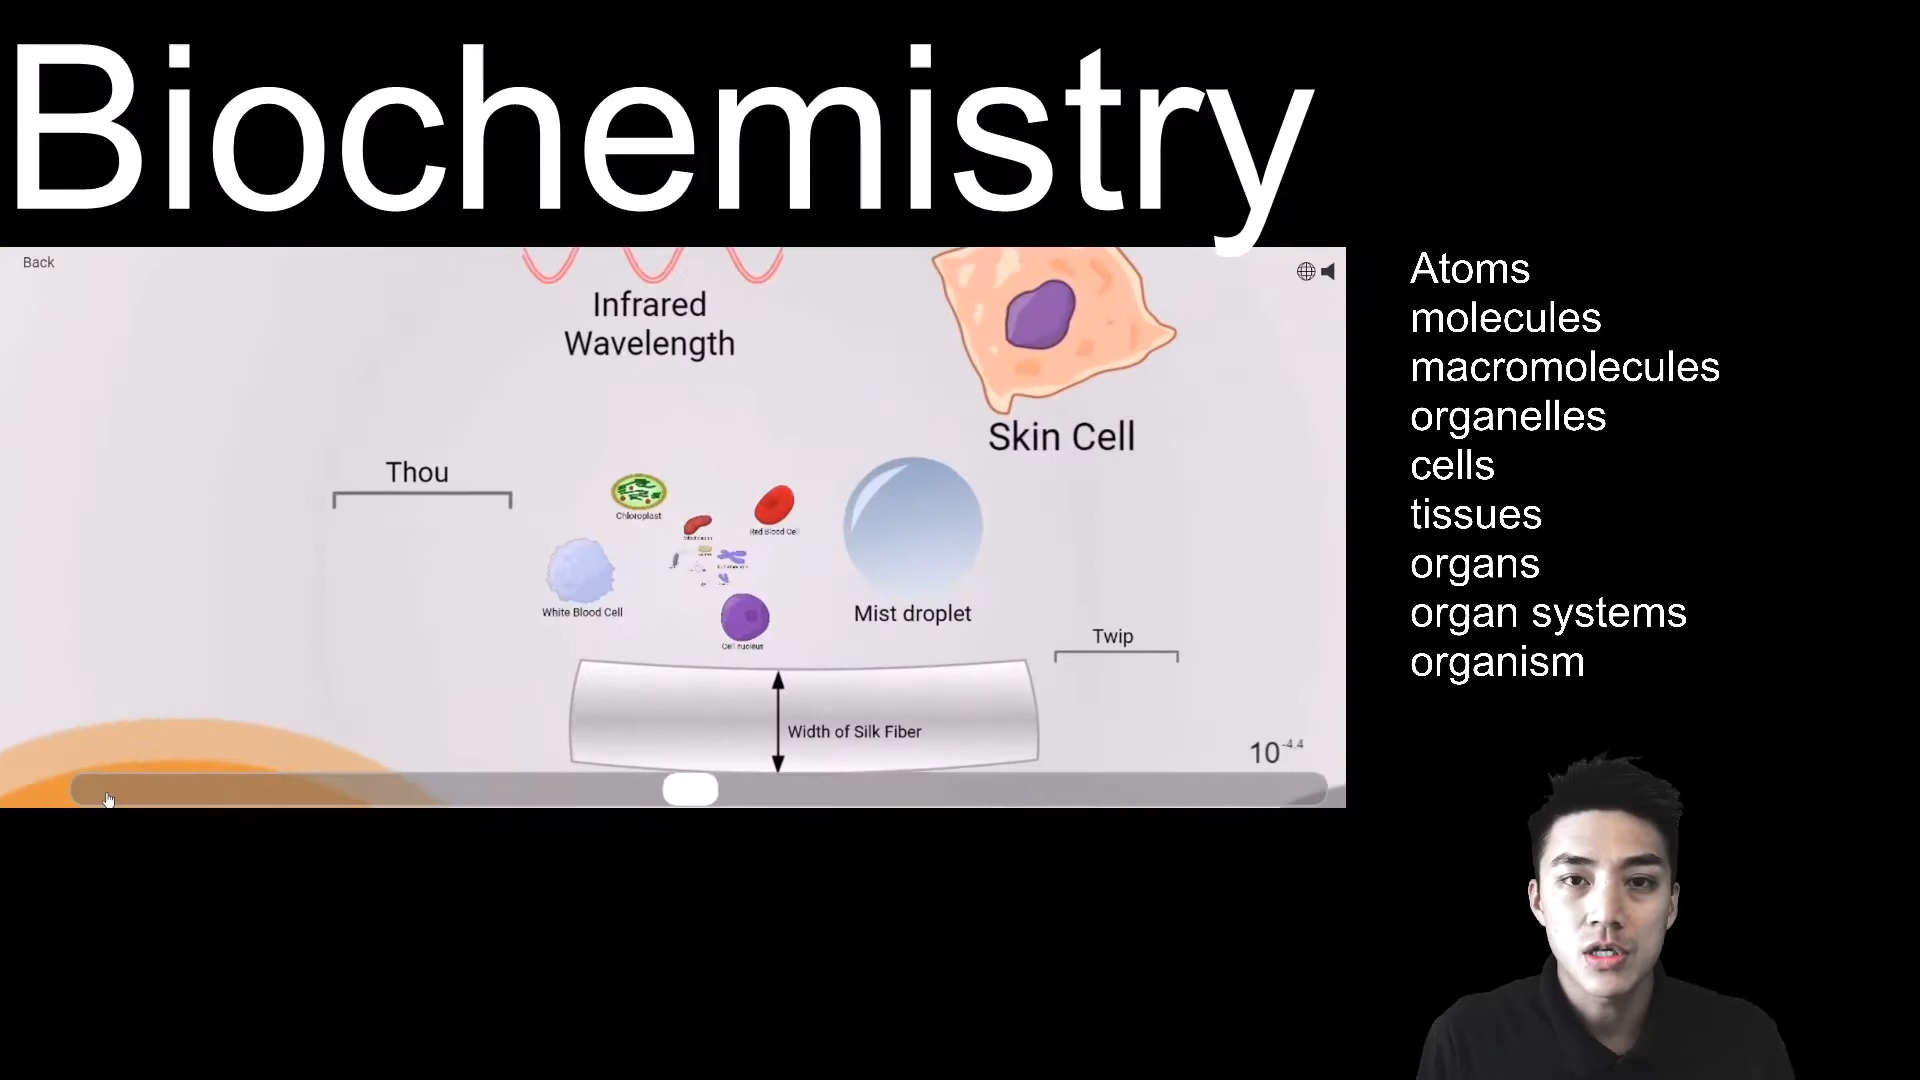 Biochemistry
Back
Infrared
Wavelength
Skin Cell
Thou
Chloroplast
Red Blood Cell
White Blood Cell
Mist droplet
Cell nucleus
Twip
Width of Silk Fiber
10^-4.4
Atoms
molecules
macromolecules
organelles
cells
tissues
organs
organ systems
organism